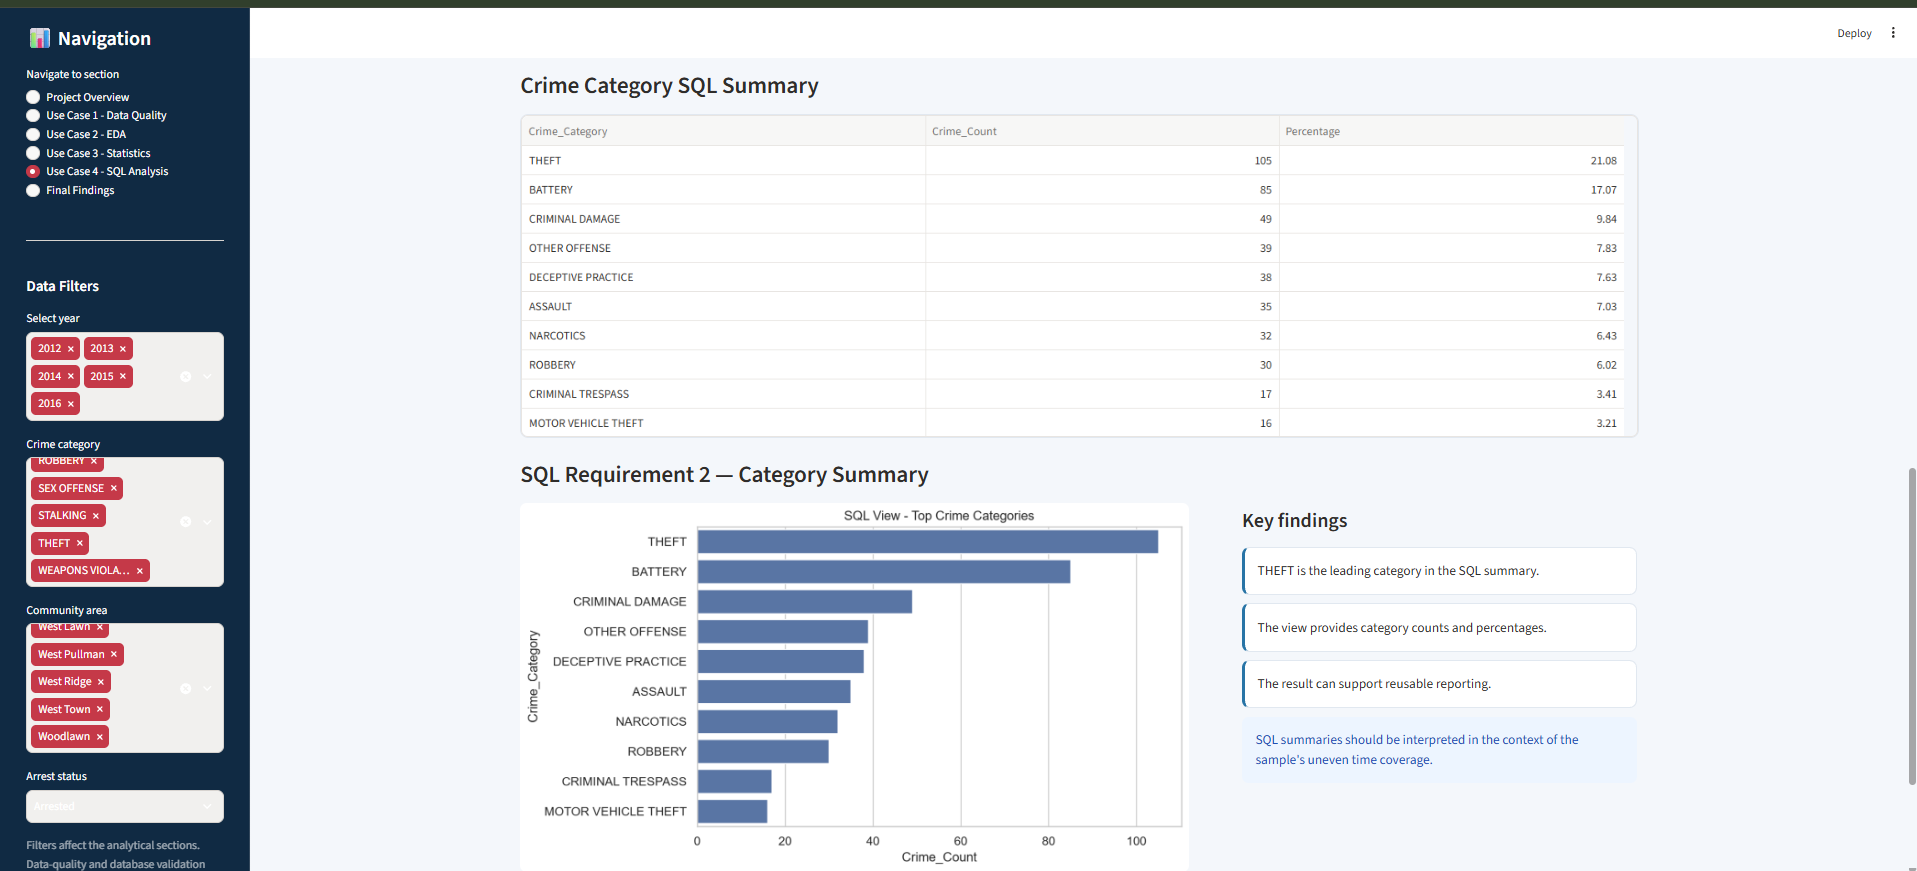 Navigation
Navigate to section
Project Overview
Use Case 1 - Data Quality
Use Case 2 - EDA
Use Case 3 - Statistics
Use Case 4 - SQL Analysis
Final Findings
Data Filters
Select year
2012 × 2013 ×
2014 × 2015 ×
2016 ×
Crime category
ROBBERY ×
SEX OFFENSE ×
STALKING ×
THEFT ×
WEAPONS VIOLA... ×
Community area
West Lawn ×
West Pullman ×
West Ridge ×
West Town ×
Woodlawn ×
Arrest status
Arrested
Filters affect the analytical sections.
Data-quality and database validation
Deploy
Crime Category SQL Summary
Crime_Category Crime_Count Percentage
THEFT 105 21.08
BATTERY 85 17.07
CRIMINAL DAMAGE 49 9.84
OTHER OFFENSE 39 7.83
DECEPTIVE PRACTICE 38 7.63
ASSAULT 35 7.03
NARCOTICS 32 6.43
ROBBERY 30 6.02
CRIMINAL TRESPASS 17 3.41
MOTOR VEHICLE THEFT 16 3.21
SQL Requirement 2 — Category Summary
SQL View - Top Crime Categories
Crime_Category
THEFT
BATTERY
CRIMINAL DAMAGE
OTHER OFFENSE
DECEPTIVE PRACTICE
ASSAULT
NARCOTICS
ROBBERY
CRIMINAL TRESPASS
MOTOR VEHICLE THEFT
0 20 40 60 80 100
Crime_Count
Key findings
THEFT is the leading category in the SQL summary.
The view provides category counts and percentages.
The result can support reusable reporting.
SQL summaries should be interpreted in the context of the
sample's uneven time coverage.